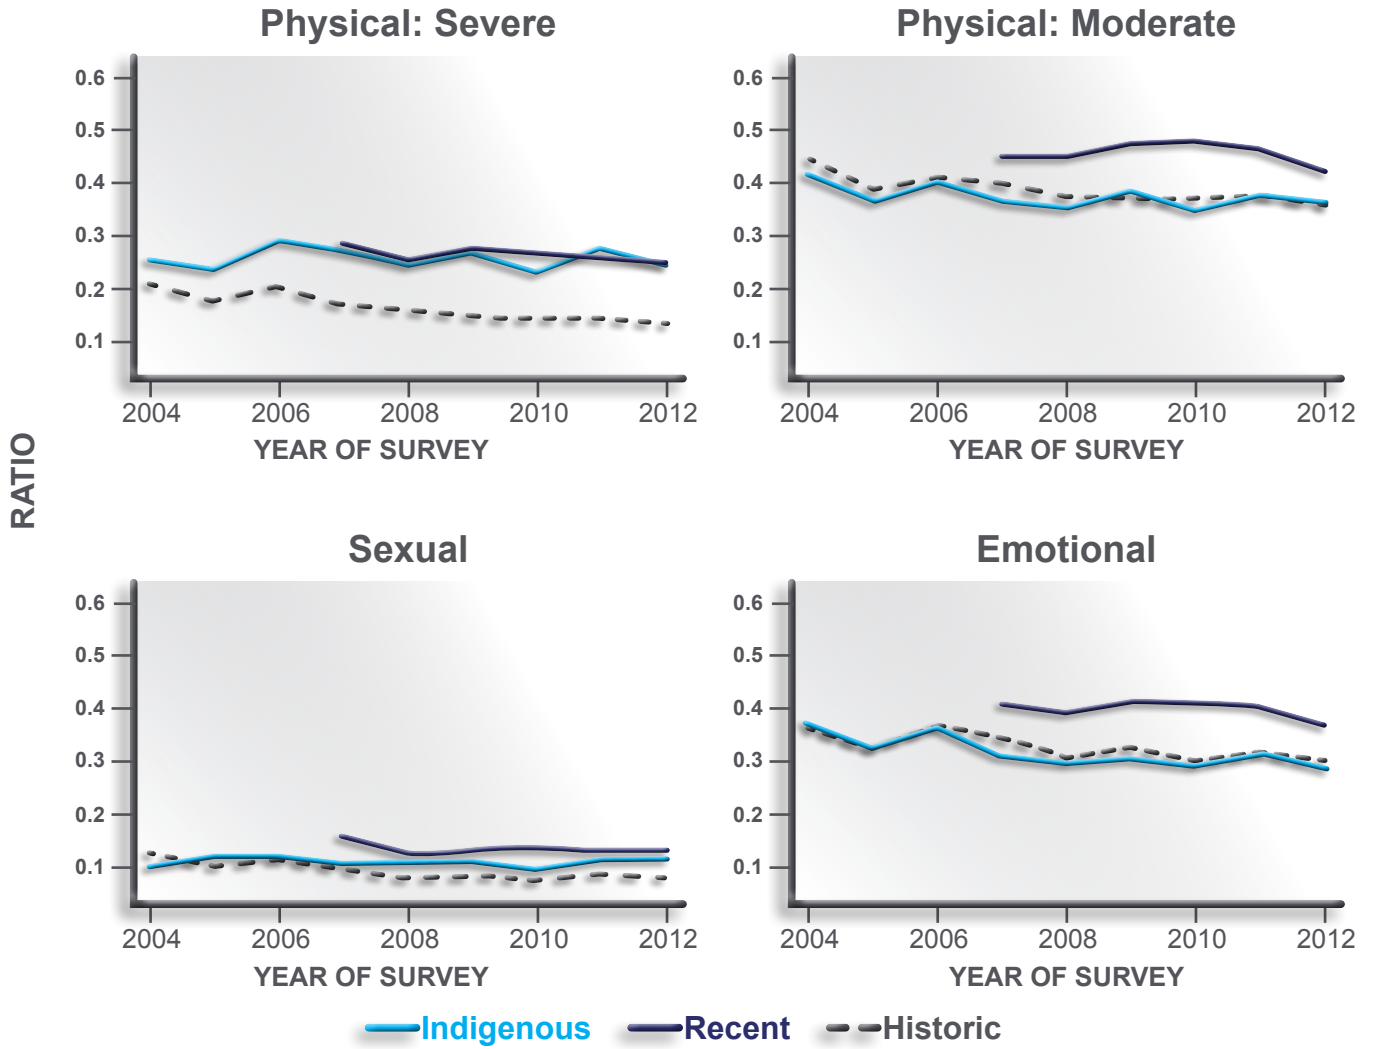 Physical: Severe
Physical: Moderate
0.6
0.5
0.4
0.3
0.2
0.1
2004 2006 2008 2010 2012
YEAR OF SURVEY
0.6
0.5
0.4
0.3
0.2
0.1
2004 2006 2008 2010 2012
YEAR OF SURVEY
RATIO
Sexual
Emotional
0.6
0.5
0.4
0.3
0.2
0.1
2004 2006 2008 2010 2012
YEAR OF SURVEY
0.6
0.5
0.4
0.3
0.2
0.1
2004 2006 2008 2010 2012
YEAR OF SURVEY
Indigenous Recent Historic